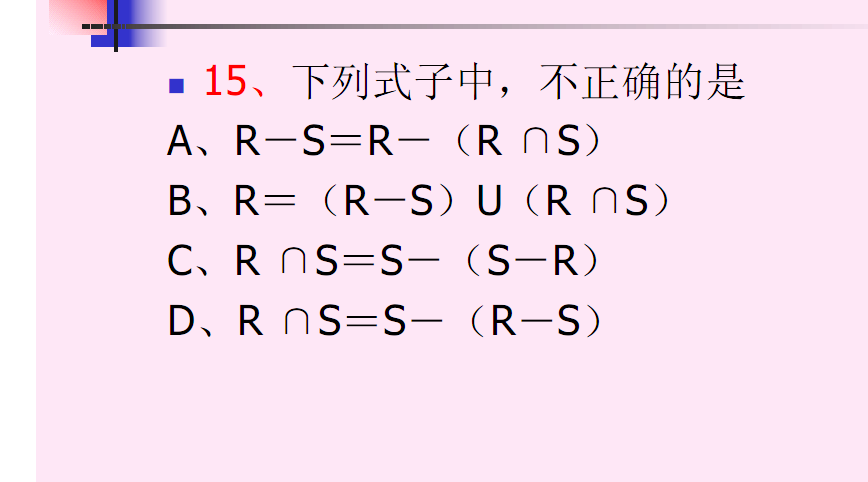 15、下列式子中，不正确的是
A、R－S＝R－（R ∩S）
B、R＝（R－S）U（R ∩S）
C、R ∩S＝S－（S－R）
D、R ∩S＝S－（R－S）